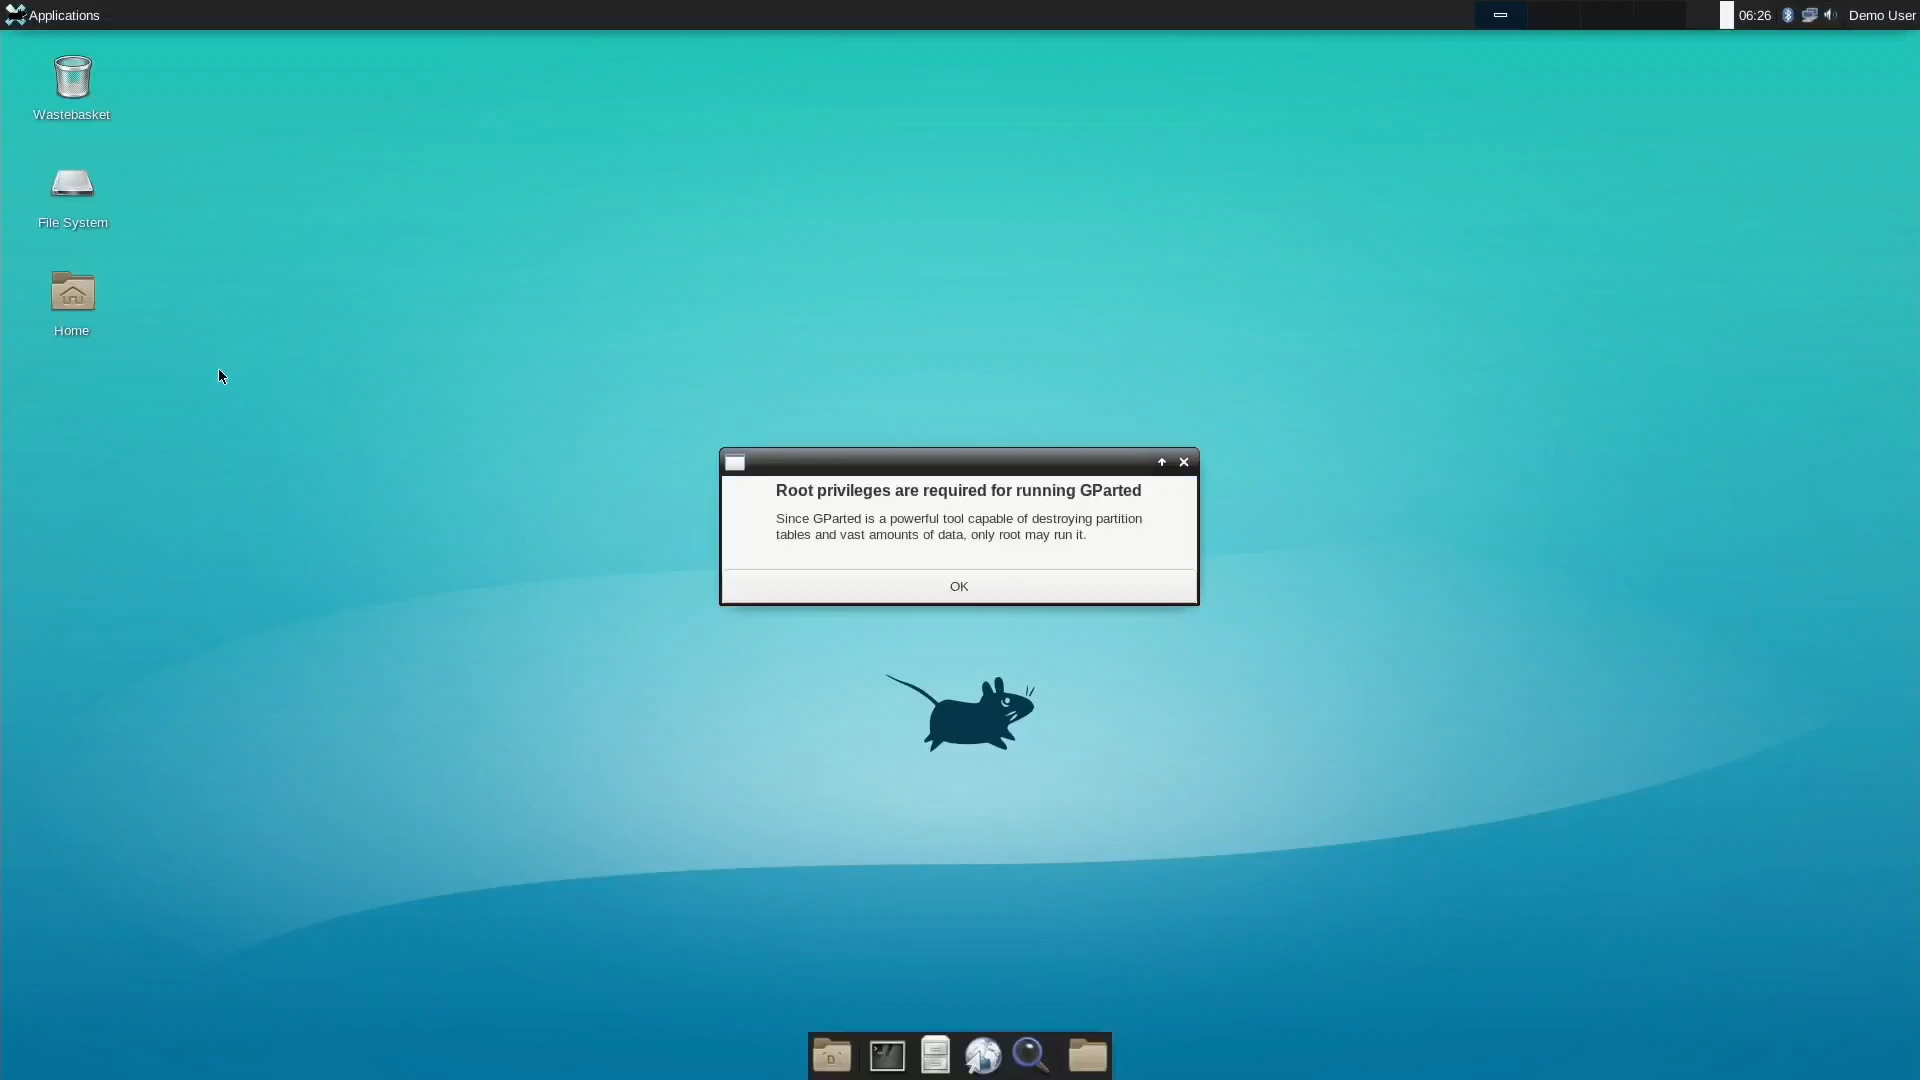 Applications
06:26
Demo User
Wastebasket
File System
Home
Root privileges are required for running GParted
Since GParted is a powerful tool capable of destroying partition
tables and vast amounts of data, only root may run it.
OK
D